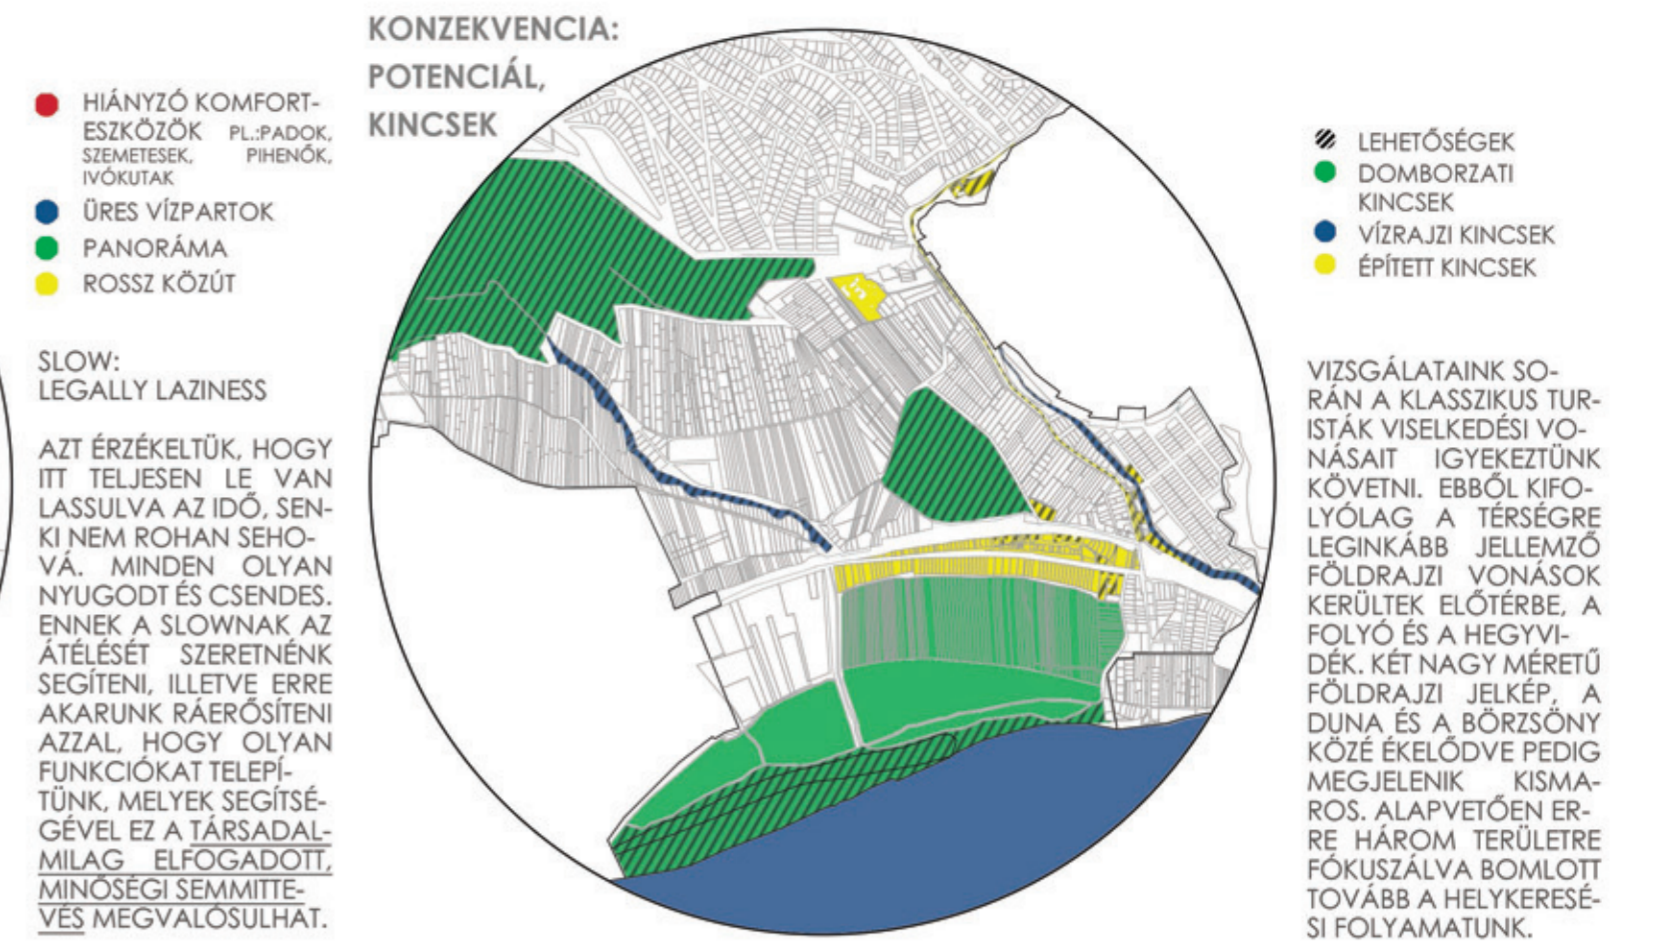 KONZEKVENCIA:
POTENCIÁL,
KINCSEK
HIÁNYZÓ KOMFORT-
ESZKÖZÖK PL.:PADOK,
SZEMETESEK, PIHENŐK,
IVÓKUTAK
ÜRES VÍZPARTOK
PANORÁMA
ROSSZ KÖZÚT
SLOW:
LEGALLY LAZINESS
AZT ÉRZÉKELTÜK, HOGY
ITT TELJESEN LE VAN
LASSULVA AZ IDŐ, SEN-
KI NEM ROHAN SEHO-
VÁ. MINDEN OLYAN
NYUGODT ÉS CSENDES.
ENNEK A SLOWNAK AZ
ÁTÉLÉSÉT SZERETNÉNK
SEGÍTENI, ILLETVE ERRE
AKARUNK RÁERŐSÍTENI
AZZAL, HOGY OLYAN
FUNKCIÓKAT TELEPÍ-
TÜNK, MELYEK SEGÍTSÉ-
GÉVEL EZ A TÁRSADAL-
MILAG ELFOGADOTT,
MINŐSÉGI SEMMITTE-
VÉS MEGVALÓSULHAT.
LEHETŐSÉGEK
DOMBORZATI
KINCSEK
VÍZRAJZI KINCSEK
ÉPÍTETT KINCSEK
VIZSGÁLATAINK SO-
RÁN A KLASSZIKUS TUR-
ISTÁK VISELKEDÉSI VO-
NÁSAIT IGYEKEZTÜNK
KÖVETNI. EBBŐL KIFO-
LYÓLAG A TÉRSÉGRE
LEGINKÁBB JELLEMZŐ
FÖLDRAJZI VONÁSOK
KERÜLTEK ELŐTÉRBE, A
FOLYÓ ÉS A HEGYVI-
DÉK. KÉT NAGY MÉRETŰ
FÖLDRAJZI JELKÉP, A
DUNA ÉS A BÖRZSÖNY
KÖZÉ ÉKELŐDVE PEDIG
MEGJELENIK KISMA-
ROS. ALAPVETŐEN ER-
RE HÁROM TERÜLETRE
FÓKUSZÁLVA BOMLOTT
TOVÁBB A HELYKERESÉ-
SI FOLYAMATUNK.